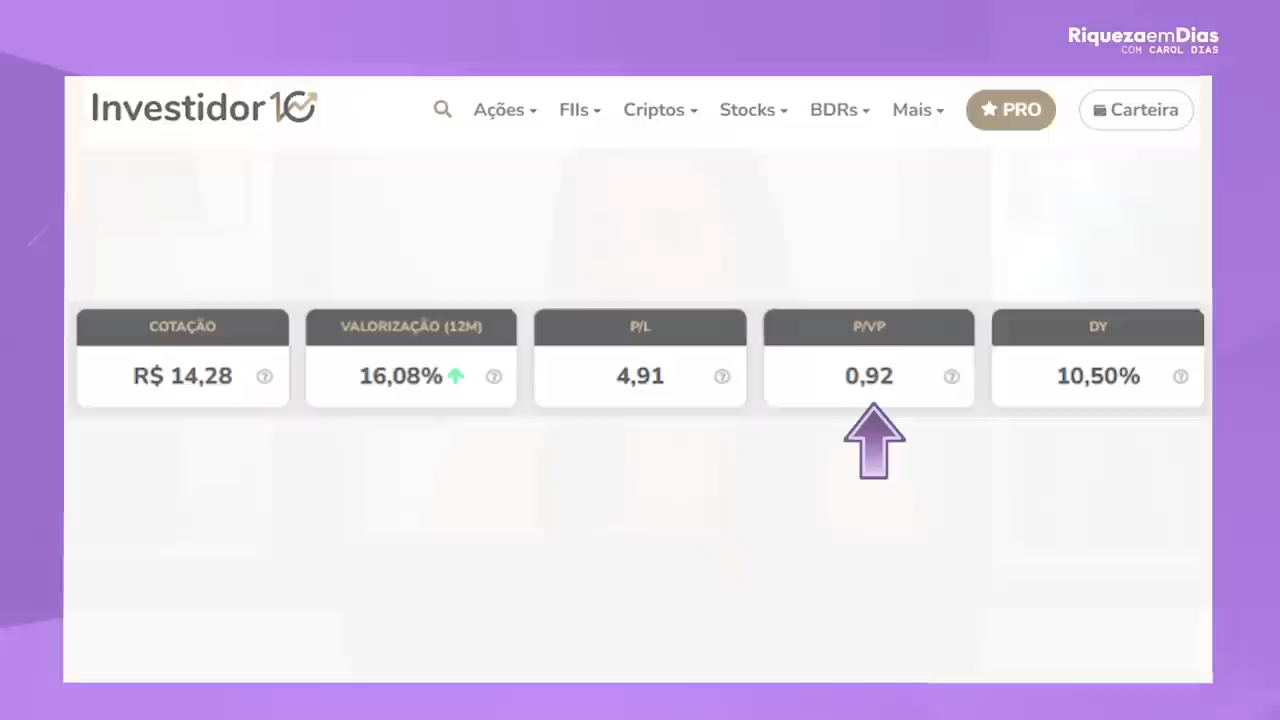 RiquezaemDias
COM CAROL DIAS
Investidor10
Ações FIIs Criptos Stocks BDRs Mais PRO Carteira
COTAÇÃO VALORIZAÇÃO (12M) P/L P/VP DY
R$ 14,28 16,08% 4,91 0,92 10,50%